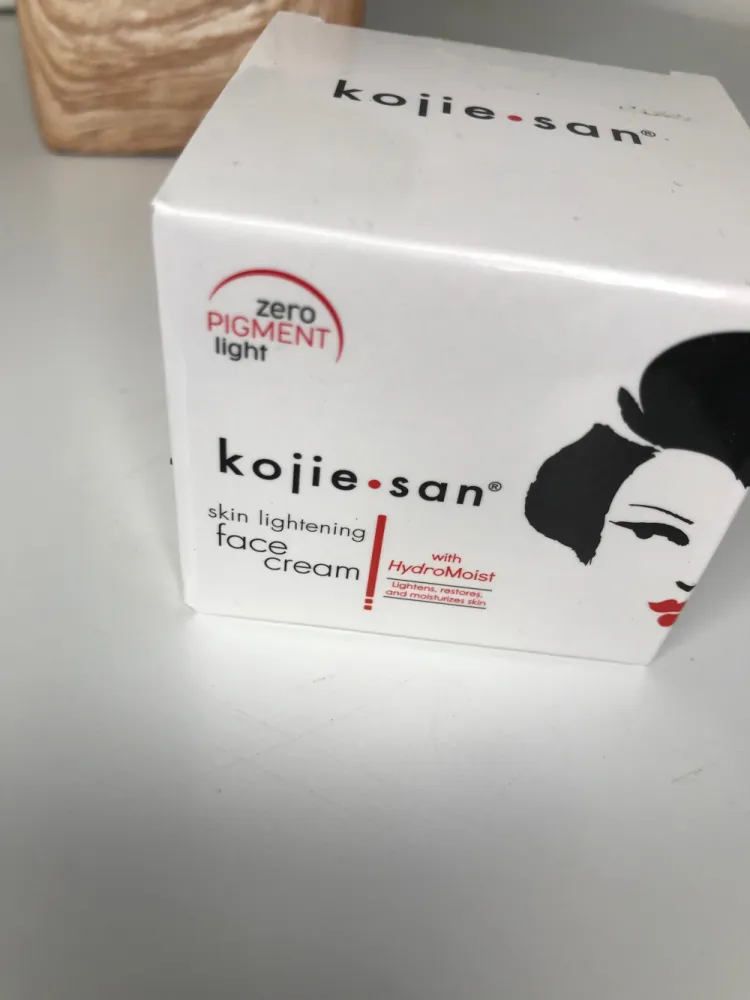 kojie•san®
zero
PIGMENT
light
kojie•san®
skin lightening
face
cream
with
HydroMoist
Lightens, restores,
and moisturizes skin